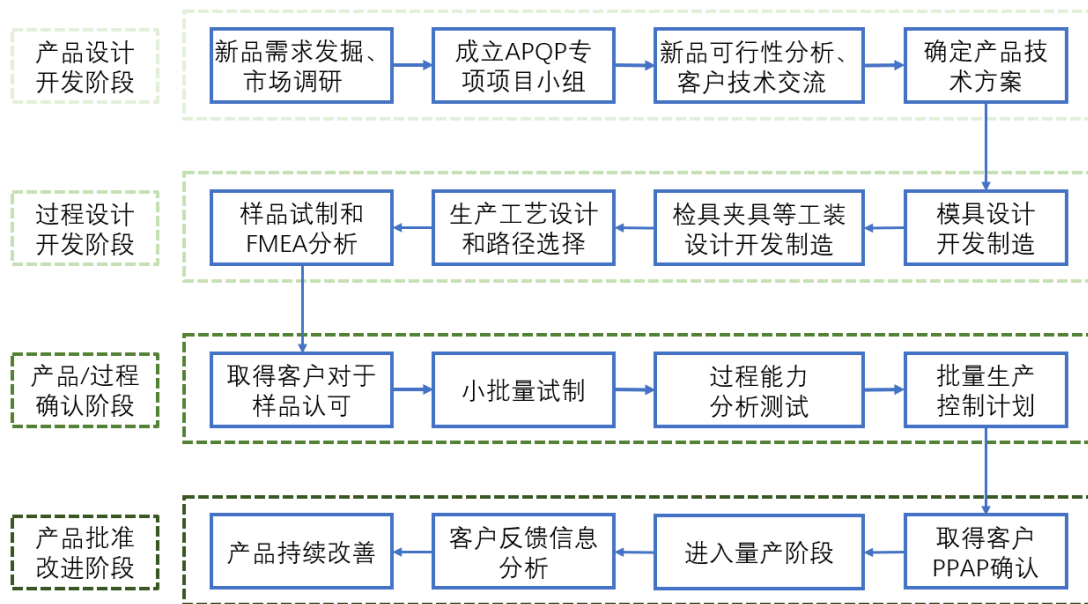 产品设计
开发阶段
新品需求发掘、
市场调研
成立APQP专
项项目小组
新品可行性分析、
客户技术交流
确定产品技
术方案
过程设计
开发阶段
样品试制和
FMEA分析
生产工艺设计
和路径选择
检具夹具等工装
设计开发制造
模具设计
开发制造
产品/过程
确认阶段
取得客户对于
样品认可
小批量试制
过程能力
分析测试
批量生产
控制计划
产品批准
改进阶段
产品持续改善
客户反馈信息
分析
进入量产阶段
取得客户
PPAP确认